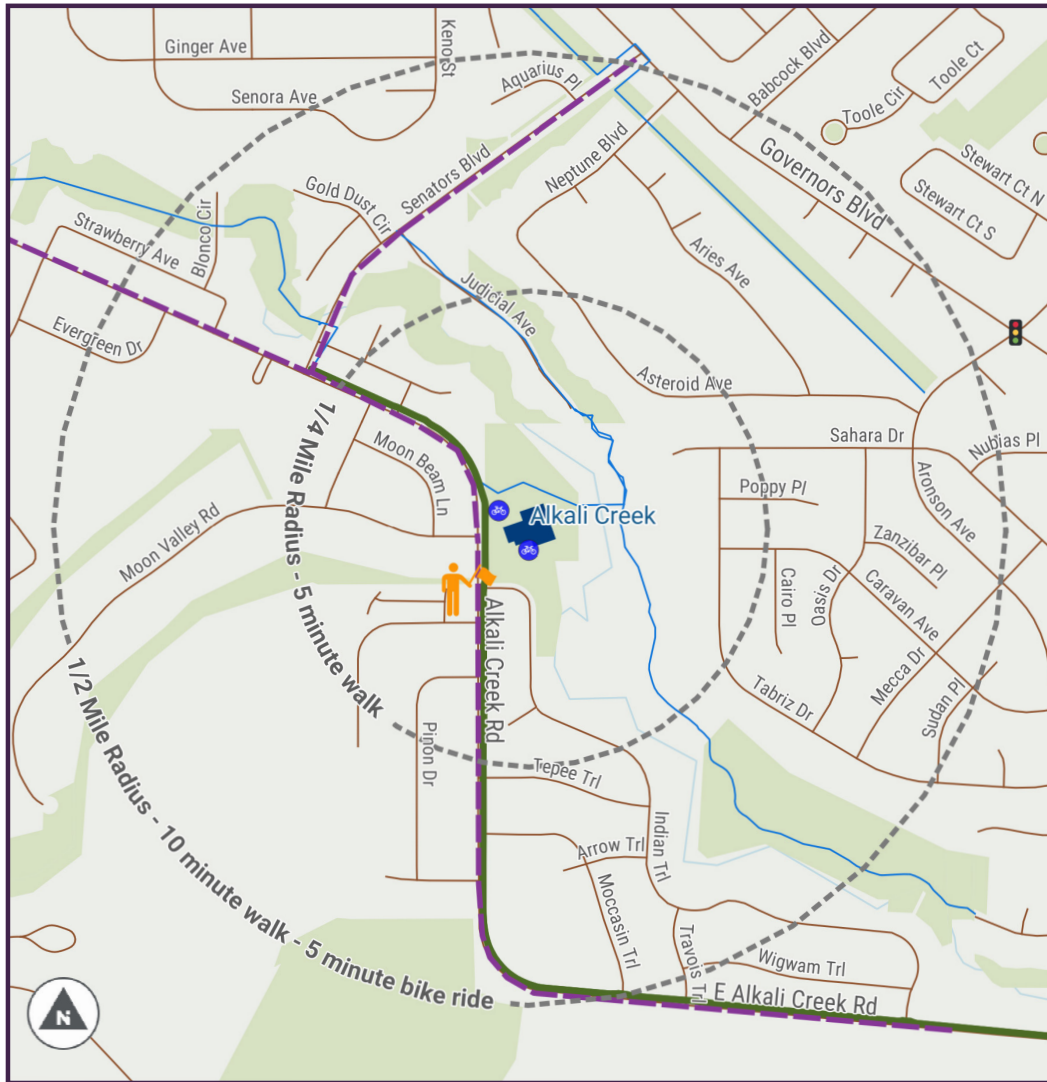 Ginger Ave
Keno St
Aquarius Pl
Senora Ave
Babcock Blvd
Toole Ct
Toole Cir
Neptune Blvd
Governors Blvd
Stewart Ct N
Stewart Ct S
Senators Blvd
Gold Dust Cir
Strawberry Ave
Blonco Cir
Aries Ave
Judicial Ave
Evergreen Dr
Asteroid Ave
Sahara Dr
Nubias Pl
Aronson Ave
Moon Beam Ln
Poppy Pl
Alkali Creek
Moon Valley Rd
Zanzibar Pl
Cairo Pl
Oasis Dr
Caravan Ave
1/4 Mile Radius - 5 minute walk
Alkali Creek Rd
Mecca Dr
Sudan Pl
Tabriz Dr
Pinon Dr
Tepee Trl
Indian Trl
Arrow Trl
Moccasin Trl
Travois Trl
Wigwam Trl
E Alkali Creek Rd
1/2 Mile Radius - 10 minute walk - 5 minute bike ride
N